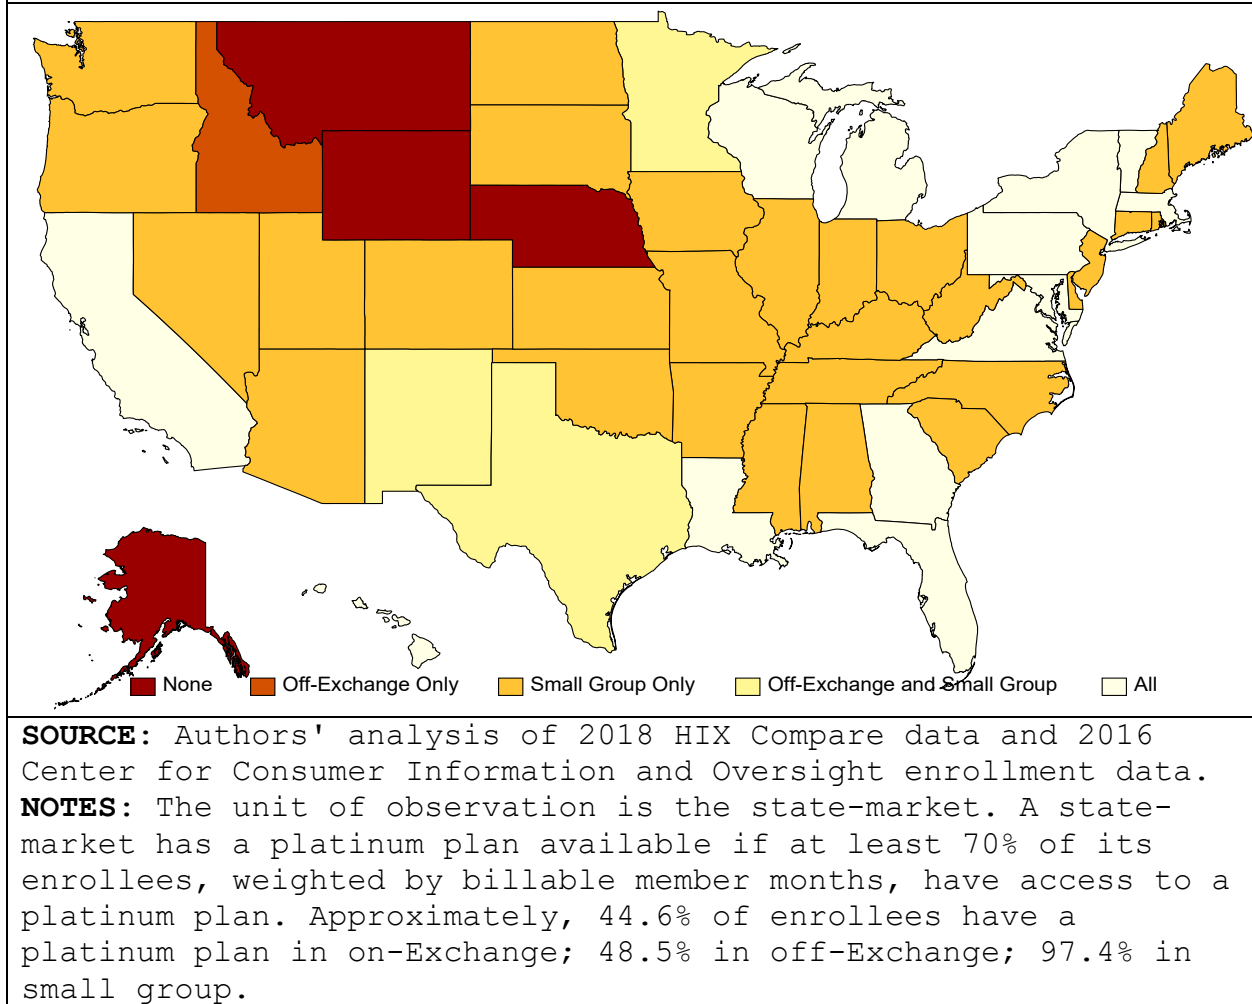 None Off-Exchange Only Small Group Only Off-Exchange and Small Group All
SOURCE: Authors' analysis of 2018 HIX Compare data and 2016
Center for Consumer Information and Oversight enrollment data.
NOTES: The unit of observation is the state-market. A state-
market has a platinum plan available if at least 70% of its
enrollees, weighted by billable member months, have access to a
platinum plan. Approximately, 44.6% of enrollees have a
platinum plan in on-Exchange; 48.5% in off-Exchange; 97.4% in
small group.